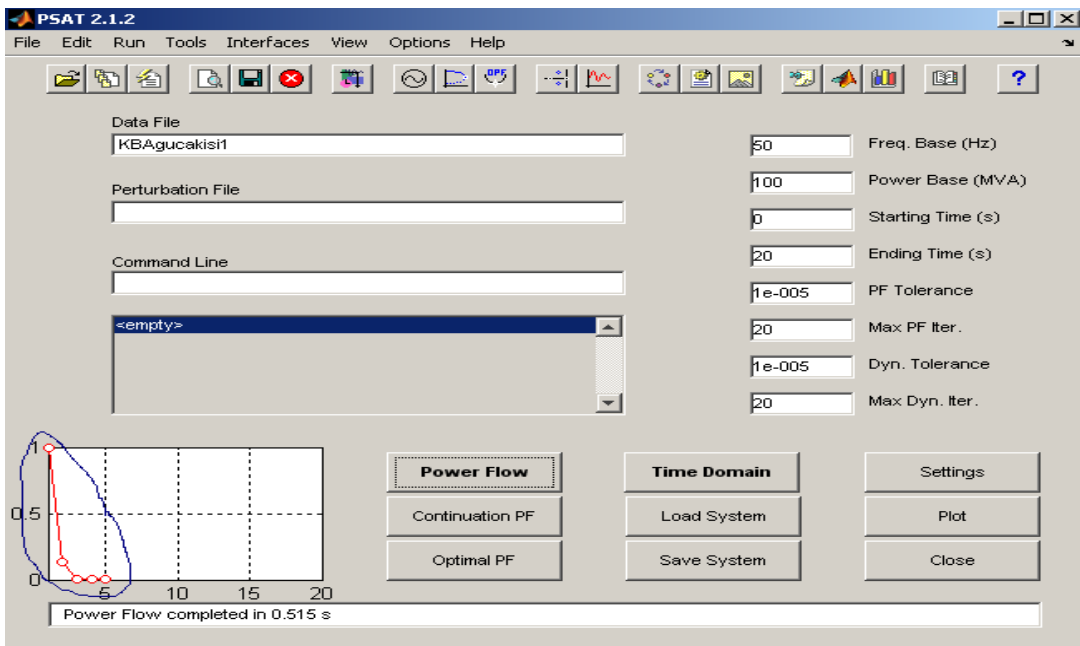 PSAT 2.1.2
File Edit Run Tools Interfaces View Options Help
OPF
?
Data File
KBAgucakisi1
Perturbation File
Command Line
<empty>
50 Freq. Base (Hz)
100 Power Base (MVA)
0 Starting Time (s)
20 Ending Time (s)
1e-005 PF Tolerance
20 Max PF Iter.
1e-005 Dyn. Tolerance
20 Max Dyn. Iter.
1
0.5
0
5 10 15 20
Power Flow Time Domain Settings
Continuation PF Load System Plot
Optimal PF Save System Close
Power Flow completed in 0.515 s